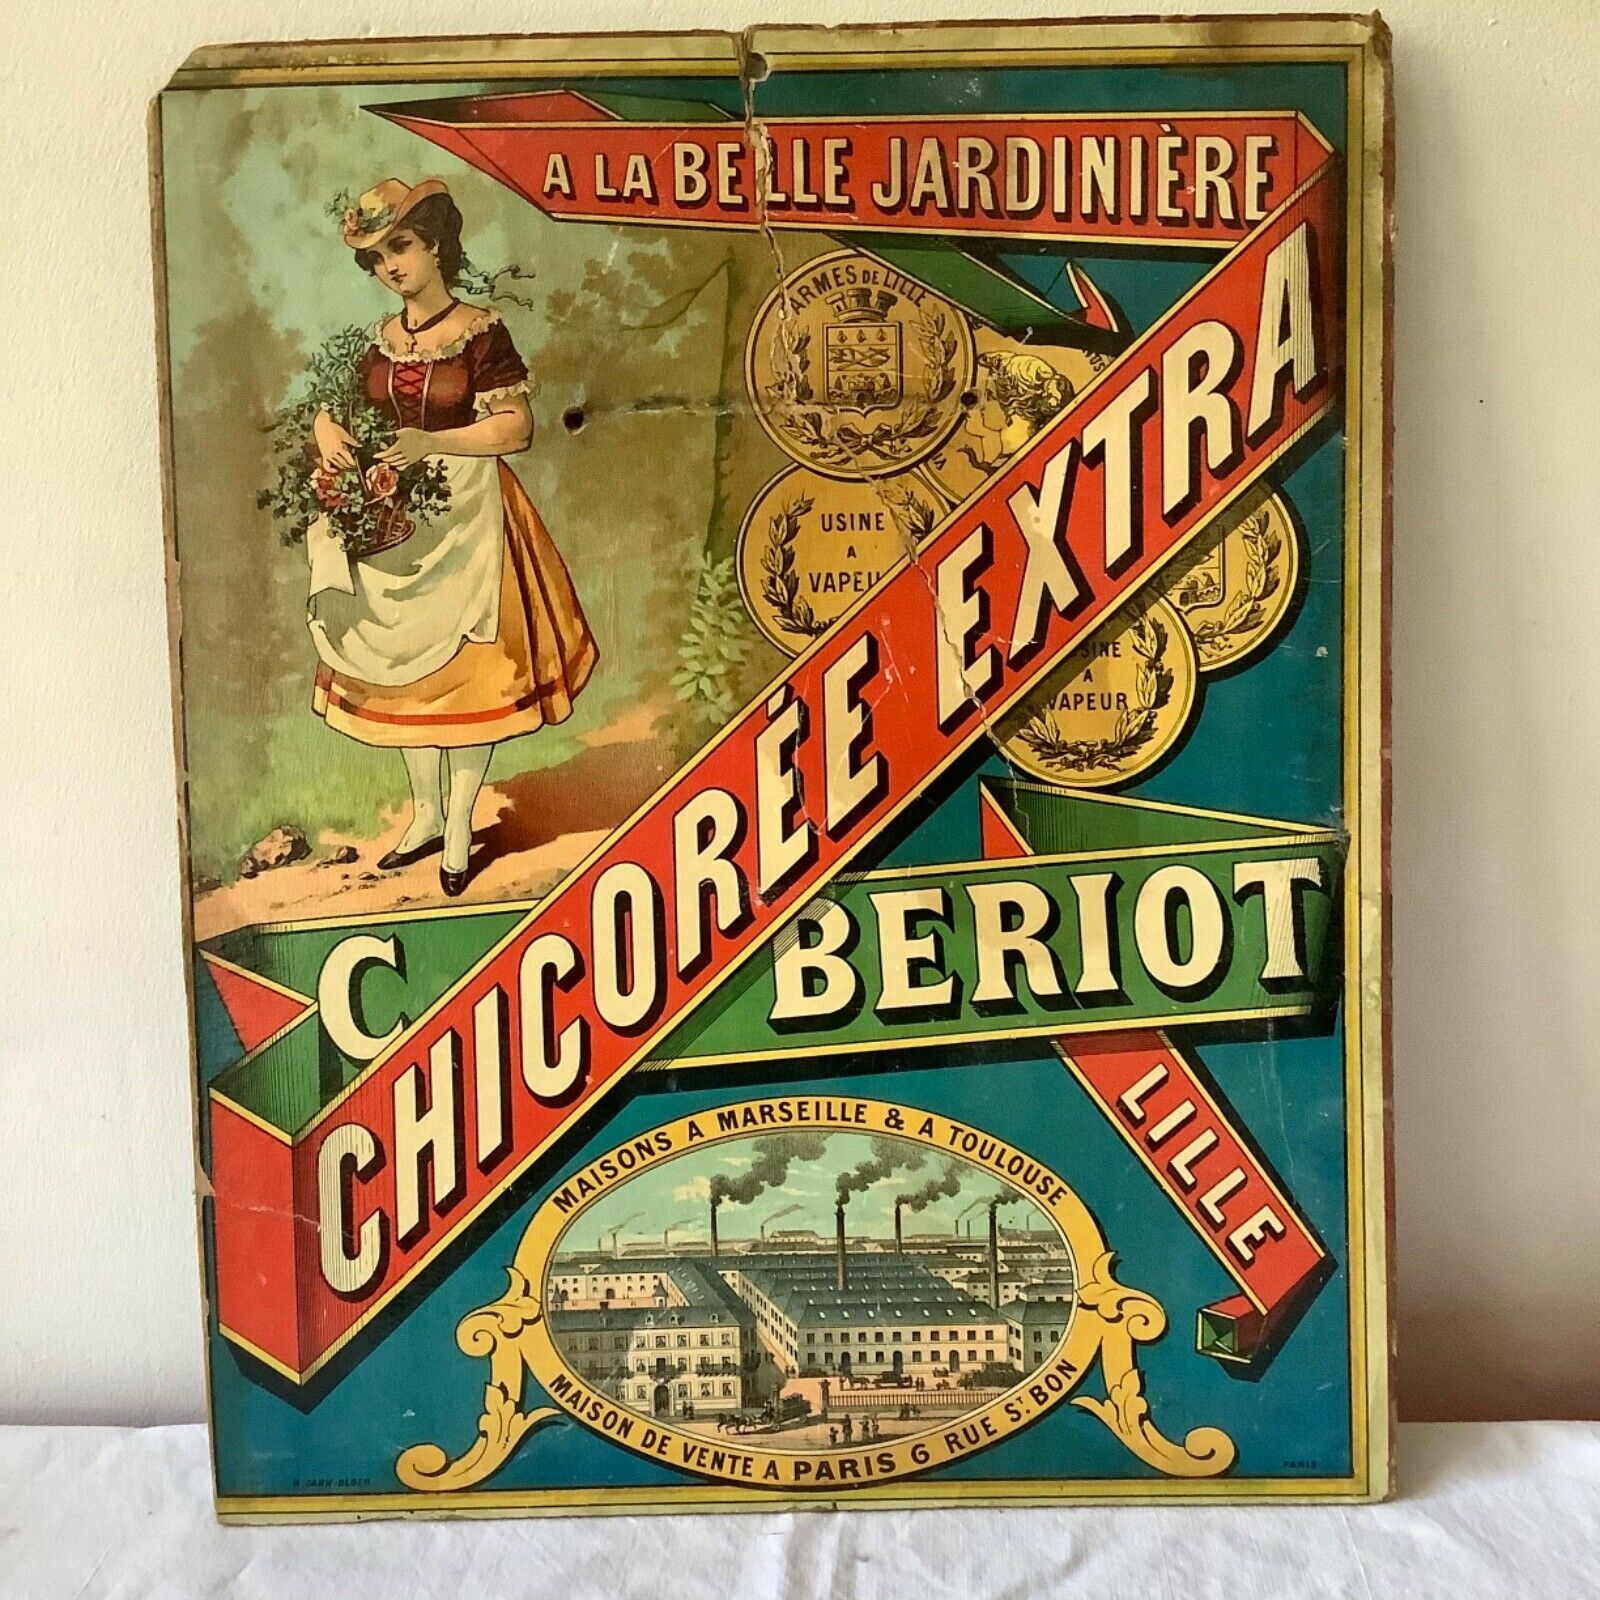 A LA BELLE JARDINIÈRE
ARMES DE LILLE
USINE
A
VAPEU
CHICORÉE EXTRA
USINE
A
VAPEUR
C BERIOT
LILLE
MAISONS A MARSEILLE & A TOULOUSE
MAISON DE VENTE A PARIS 6 RUE ST. BON
PARIS